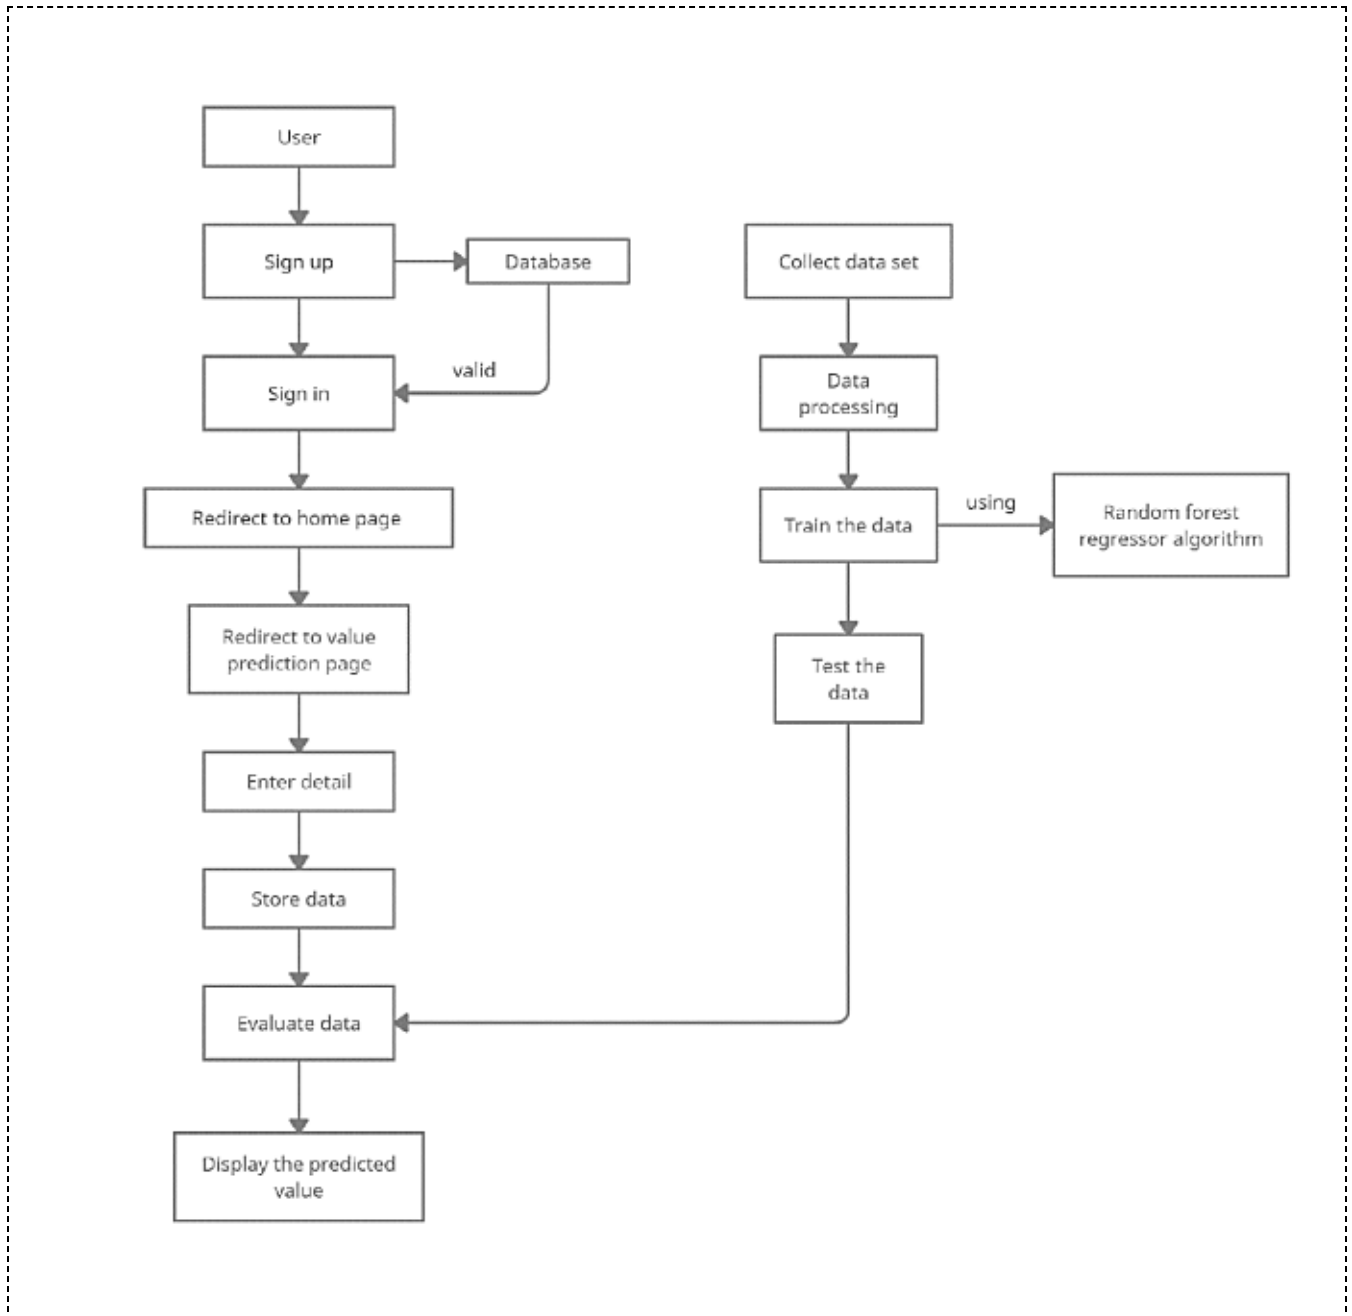 User
Sign up
Database
Collect data set
valid
Sign in
Data
processing
Redirect to home page
using
Train the data
Random forest
regressor algorithm
Redirect to value
prediction page
Test the
data
Enter detail
Store data
Evaluate data
Display the predicted
value